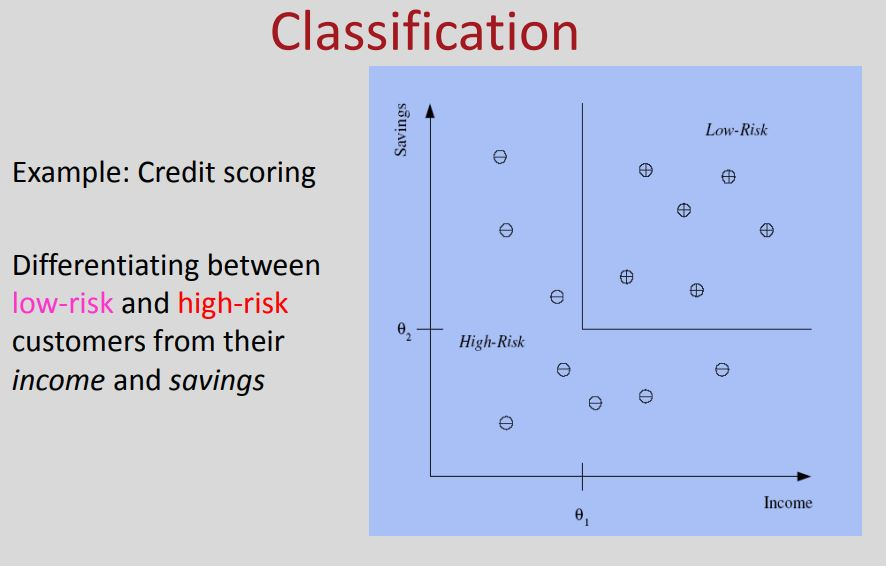 Classification
Example: Credit scoring
Differentiating between
low-risk and high-risk
customers from their
income and savings
Savings
Low-Risk
θ2
High-Risk
Income
θ1